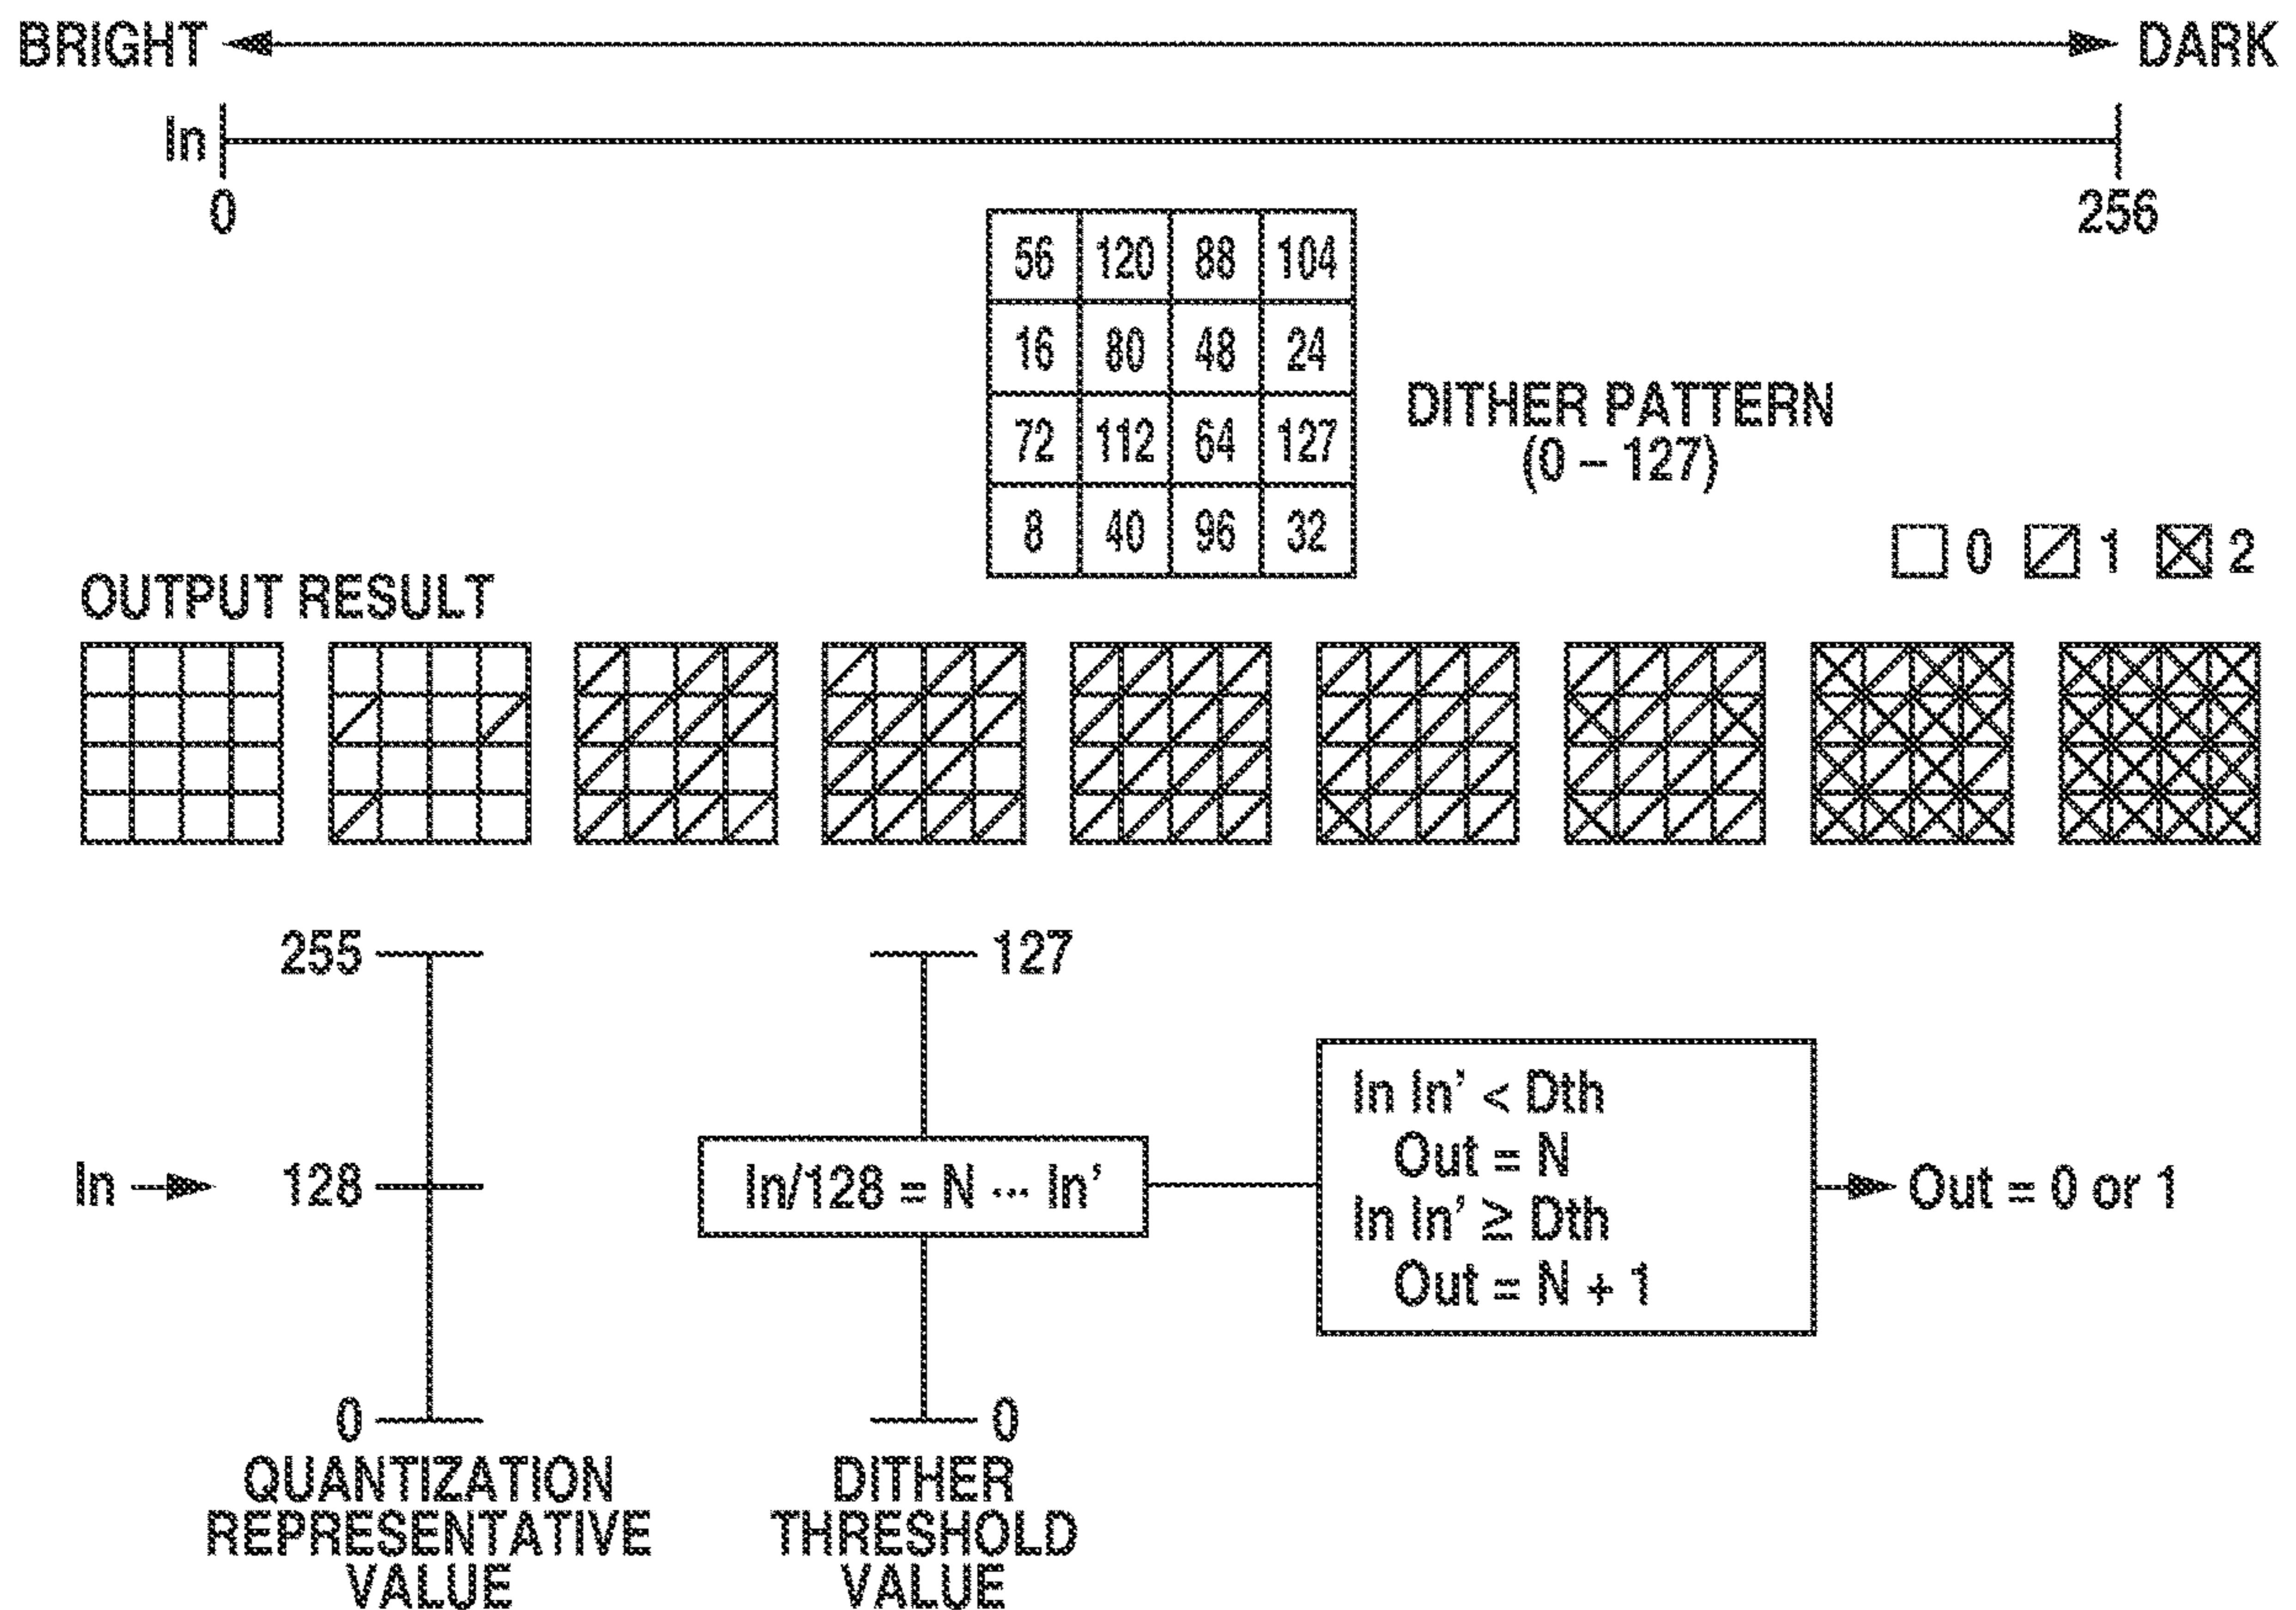 BRIGHT DARK
In
0 256
56 120 88 104
16 80 48 24
72 112 64 127
8 40 96 32
DITHER PATTERN
(0 – 127)
0 1 2
OUTPUT RESULT
255
In 128
0
QUANTIZATION
REPRESENTATIVE
VALUE
127
In/128 = N ··· In’
0
DITHER
THRESHOLD
VALUE
In In’ < Dth
Out = N
In In’ ≥ Dth
Out = N + 1
Out = 0 or 1